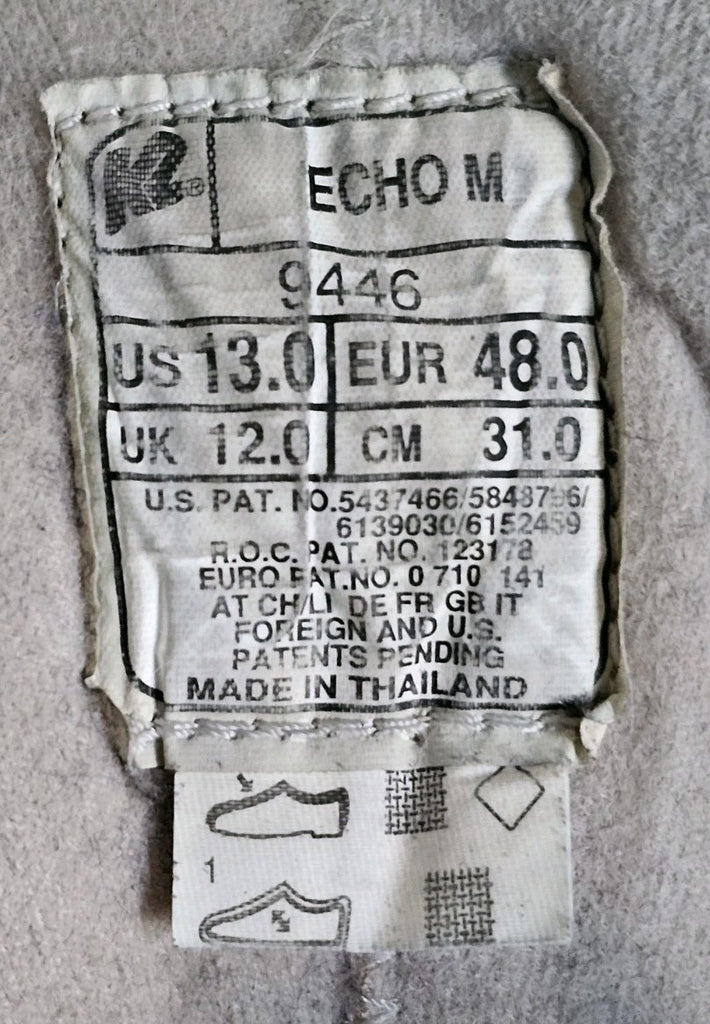 K2® ECHO M
9446
US 13.0 EUR 48.0
UK 12.0 CM 31.0
U.S. PAT. NO.5437466/5848796/
6139030/6152459
R.O.C. PAT. NO. 123178
EURO PAT.NO. 0 710 141
AT CH/LI DE FR GB IT
FOREIGN AND U.S.
PATENTS PENDING
MADE IN THAILAND
1